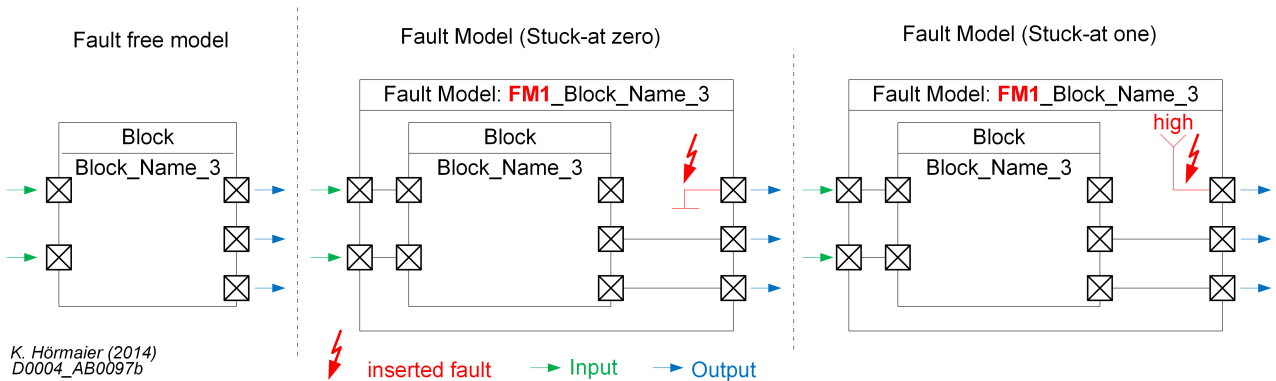 Fault free model
Block
Block_Name_3
Fault Model (Stuck-at zero)
Fault Model: FM1_Block_Name_3
Block
Block_Name_3
Fault Model (Stuck-at one)
Fault Model: FM1_Block_Name_3
high
Block
Block_Name_3
K. Hörmaier (2014)
D0004_AB0097b
inserted fault
Input
Output